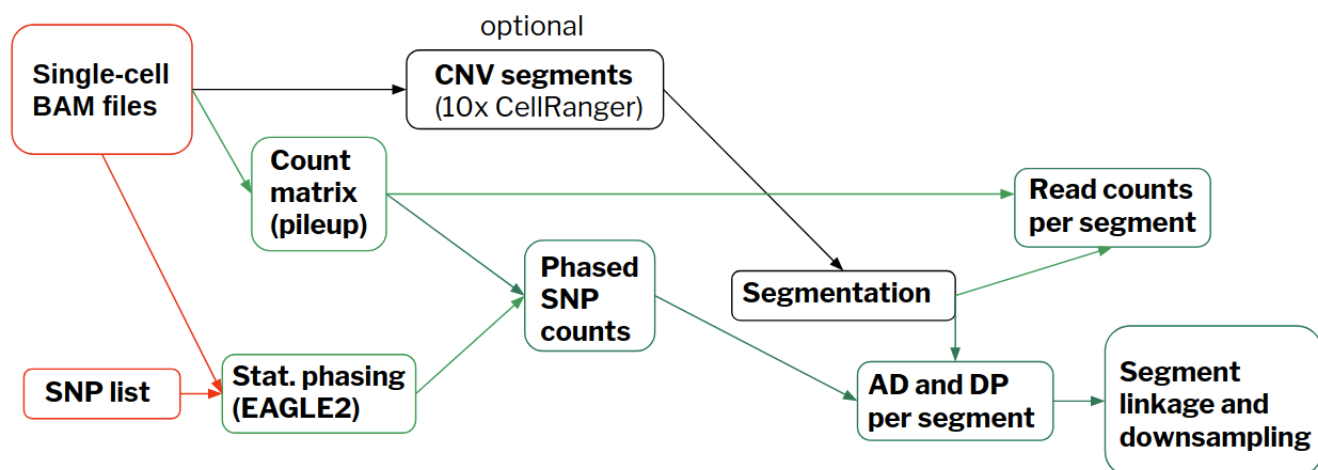 optional
Single-cell
BAM files
CNV segments
(10x CellRanger)
Count
matrix
(pileup)
Read counts
per segment
Phased
SNP
counts
Segmentation
SNP list
Stat. phasing
(EAGLE2)
AD and DP
per segment
Segment
linkage and
downsampling